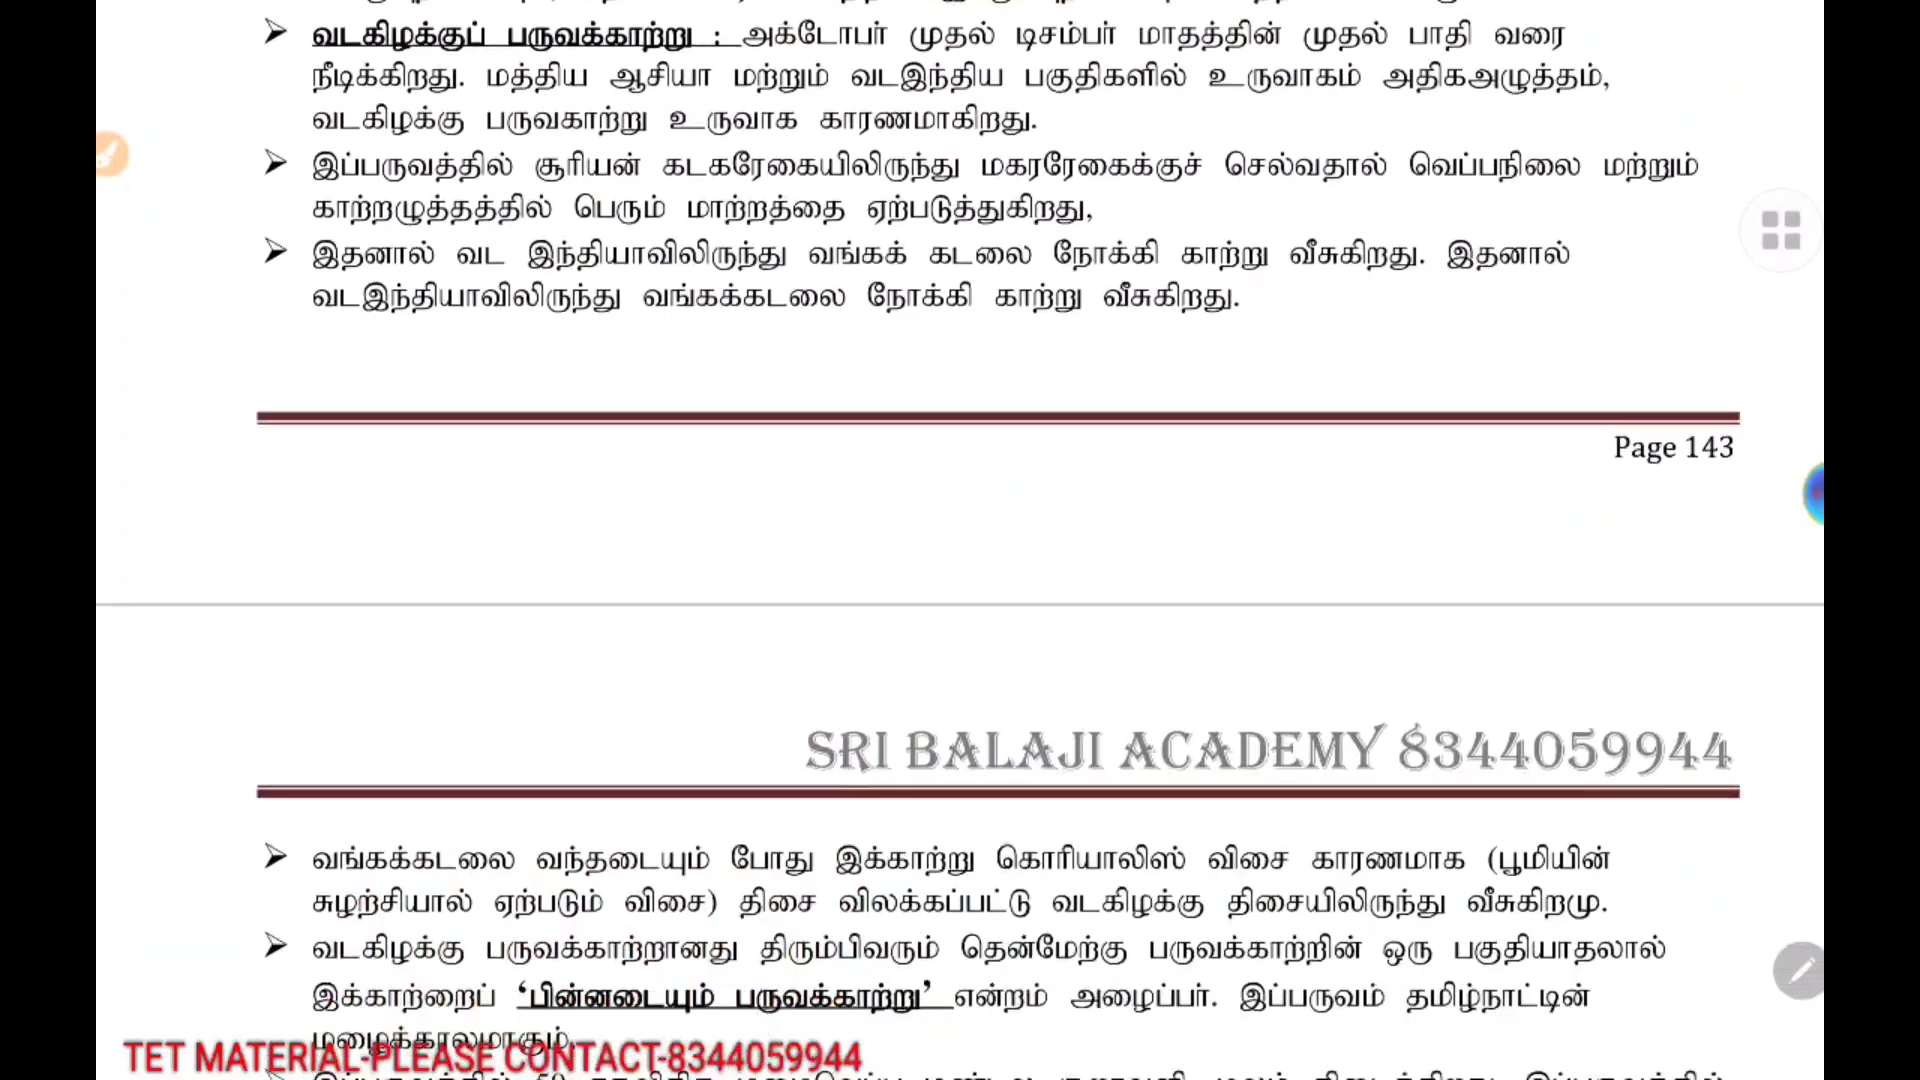 வடகிழக்குப் பருவக்காற்று : அக்டோபர் முதல் டிசம்பர் மாதத்தின் முதல் பாதி வரை
நீடிக்கிறது. மத்திய ஆசியா மற்றும் வடஇந்திய பகுதிகளில் உருவாகம் அதிகஅழுத்தம்,
வடகிழக்கு பருவகாற்று உருவாக காரணமாகிறது.
இப்பருவத்தில் சூரியன் கடகரேகையிலிருந்து மகரரேகைக்குச் செல்வதால் வெப்பநிலை மற்றும்
காற்றழுத்தத்தில் பெரும் மாற்றத்தை ஏற்படுத்துகிறது,
இதனால் வட இந்தியாவிலிருந்து வங்கக் கடலை நோக்கி காற்று வீசுகிறது. இதனால்
வடஇந்தியாவிலிருந்து வங்கக்கடலை நோக்கி காற்று வீசுகிறது.
Page 143
SRI BALAJI ACADEMY 8344059944
வங்கக்கடலை வந்தடையும் போது இக்காற்று கொரியாலிஸ் விசை காரணமாக (பூமியின்
சுழற்சியால் ஏற்படும் விசை) திசை விலக்கப்பட்டு வடகிழக்கு திசையிலிருந்து வீசுகிறமு.
வடகிழக்கு பருவக்காற்றானது திரும்பிவரும் தென்மேற்கு பருவக்காற்றின் ஒரு பகுதியாதலால்
இக்காற்றைப் ‘பின்னடையும் பருவக்காற்று’ என்றம் அழைப்பர். இப்பருவம் தமிழ்நாட்டின்
மழைக்காலமாகும்.
TET MATERIAL-PLEASE CONTACT-8344059944